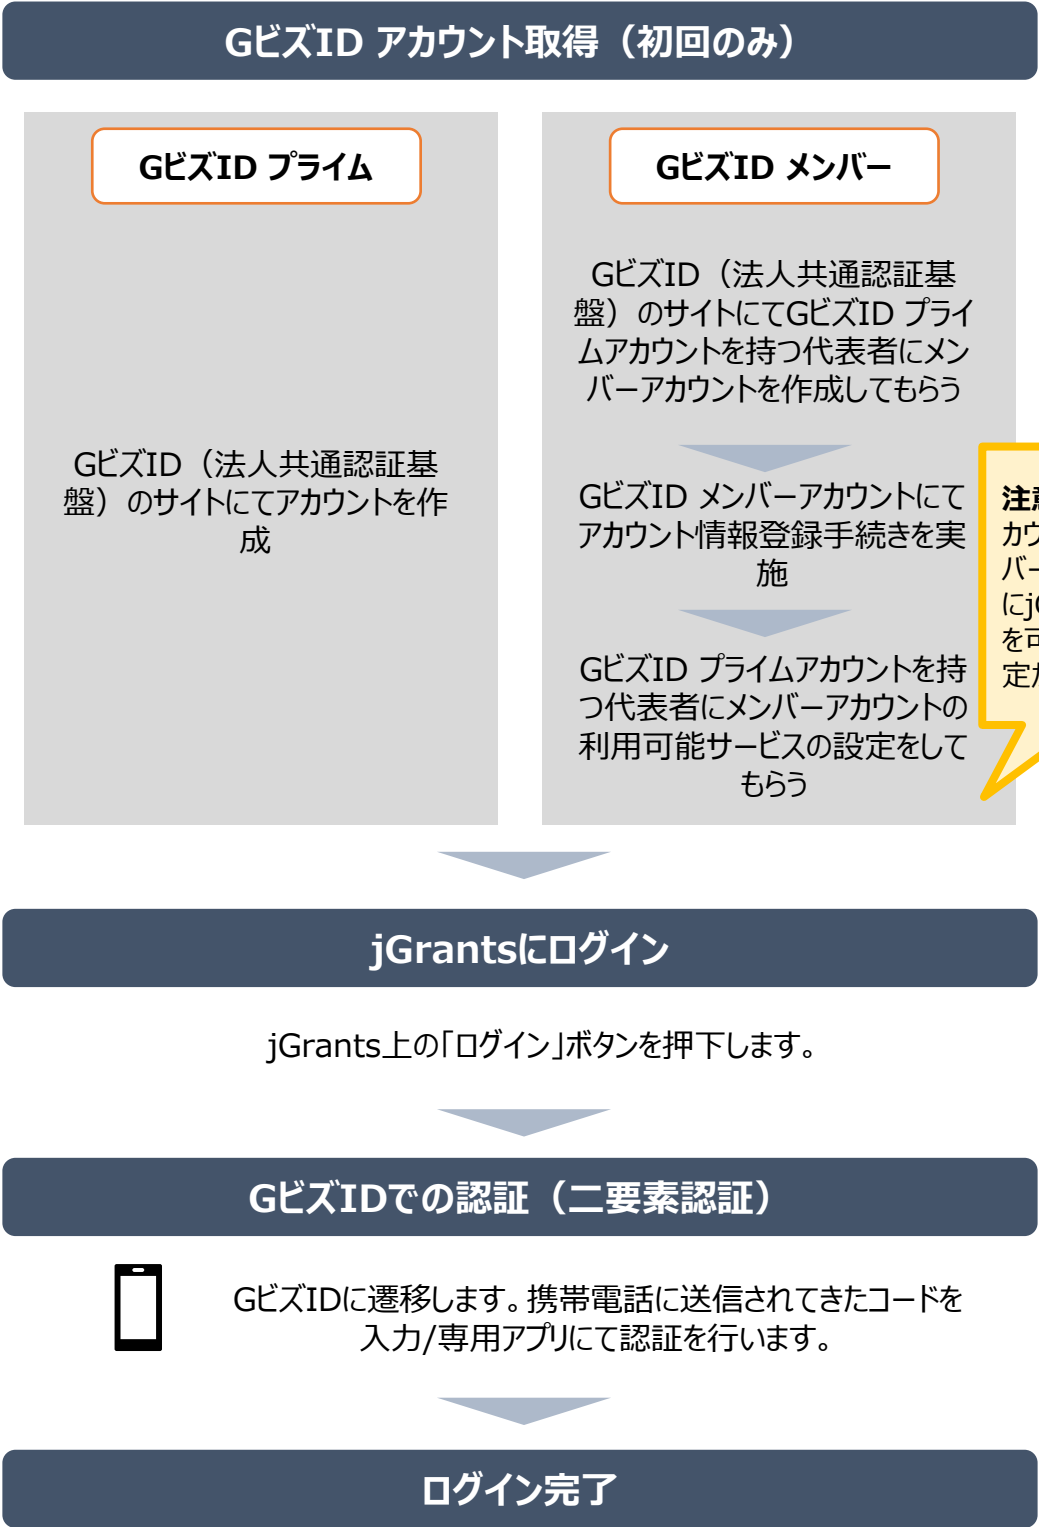 GビズID アカウント取得（初回のみ）
GビズID プライム
GビズID（法人共通認証基
盤）のサイトにてアカウントを作
成
GビズID メンバー
GビズID（法人共通認証基
盤）のサイトにてGビズID プライ
ムアカウントを持つ代表者にメン
バーアカウントを作成してもらう
GビズID メンバーアカウントにて
アカウント情報登録手続きを実
施
GビズID プライムアカウントを持
つ代表者にメンバーアカウントの
利用可能サービスの設定をして
もらう
注意
カウ
バー
にjG
を可
定か
jGrantsにログイン
jGrants上の「ログイン」ボタンを押下します。
GビズIDでの認証（二要素認証）
GビズIDに遷移します。携帯電話に送信されてきたコードを
入力/専用アプリにて認証を行います。
ログイン完了